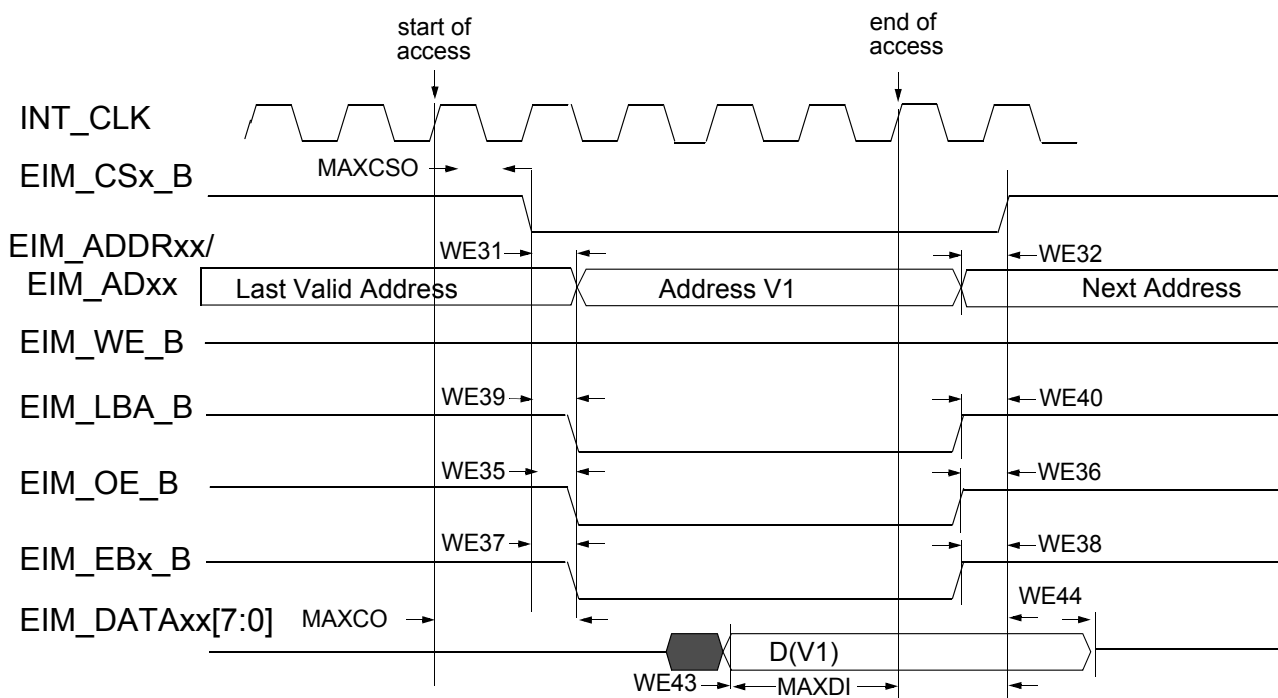 start of
access
end of
access
INT_CLK
EIM_CSx_B
MAXCSO
EIM_ADDRxx/
EIM_ADxx
WE31
WE32
Last Valid Address
Address V1
Next Address
EIM_WE_B
EIM_LBA_B
WE39
WE40
EIM_OE_B
WE35
WE36
EIM_EBx_B
WE37
WE38
EIM_DATAxx[7:0]
MAXCO
WE44
D(V1)
WE43
MAXDI